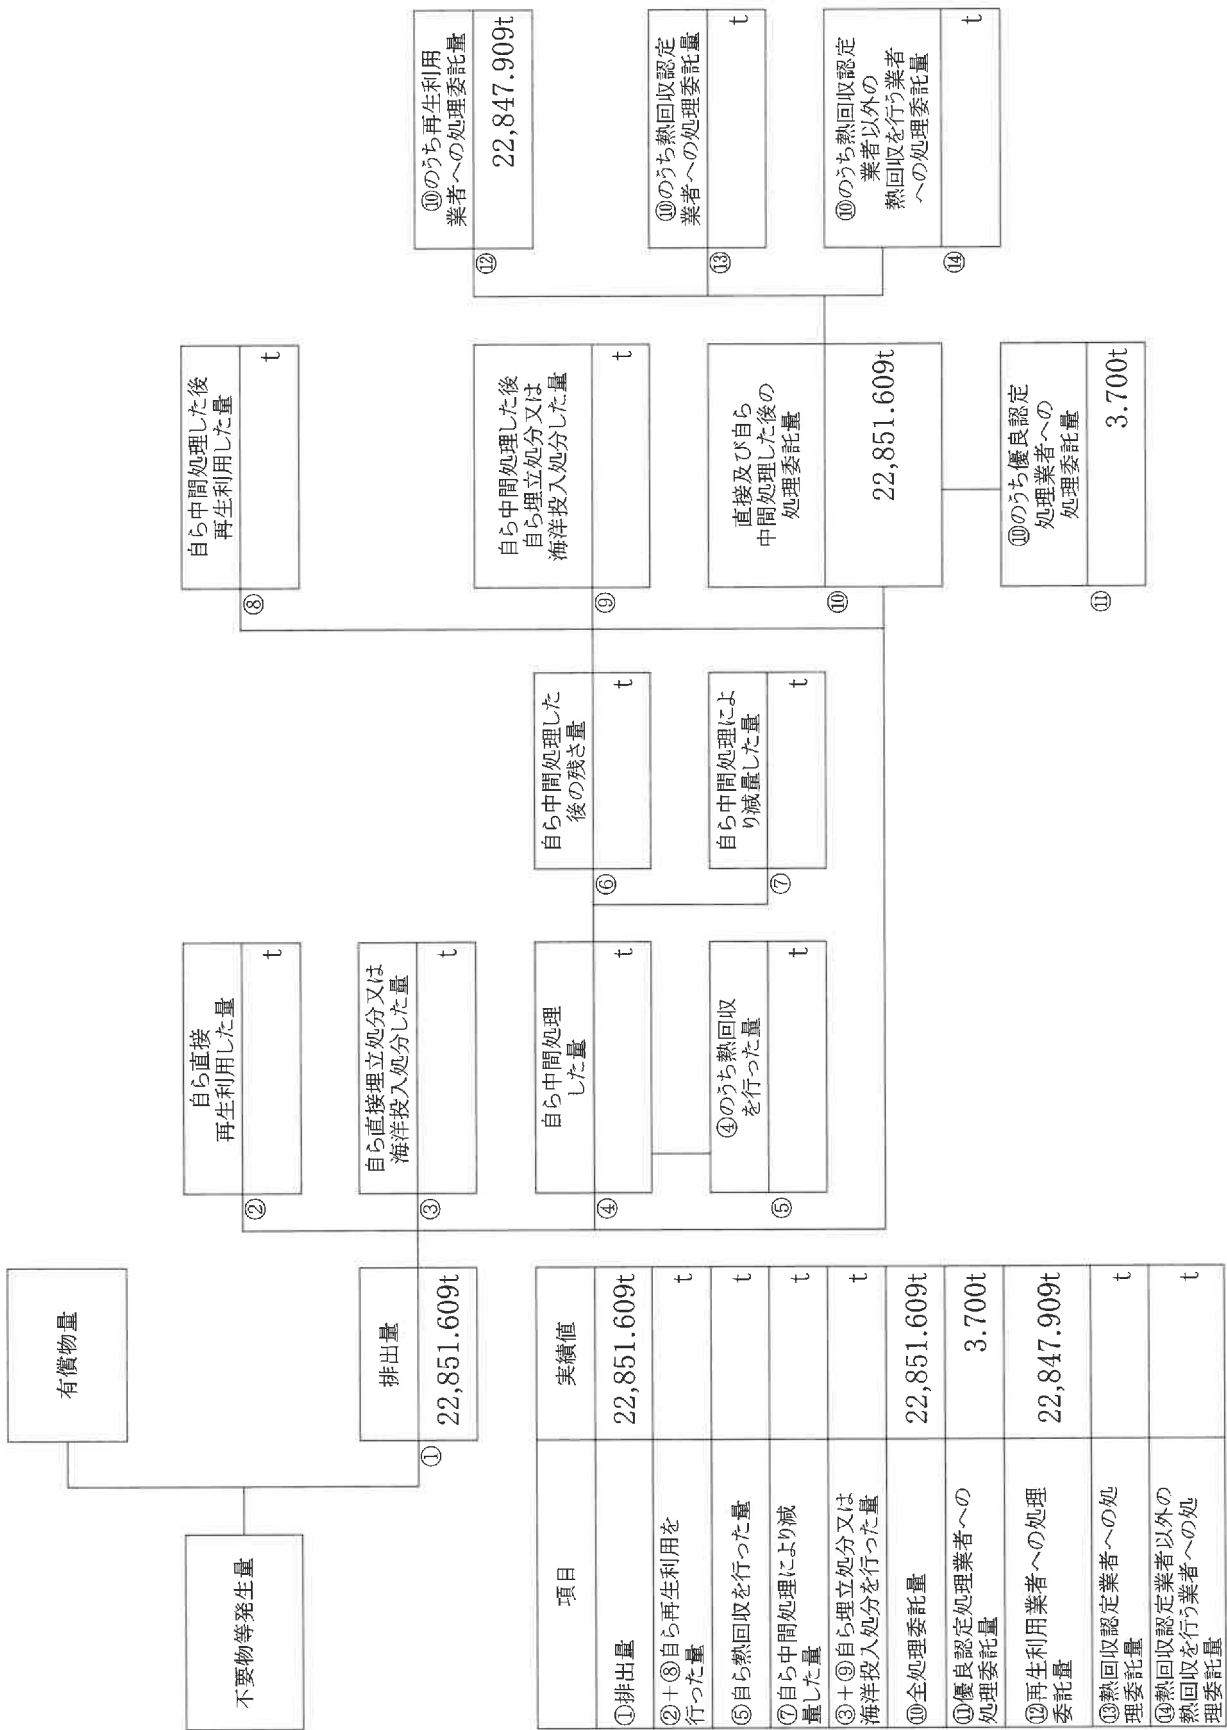 不要物等発生量
有償物量
排出量
①
22,851.609t
自ら直接
再生利用した量
②
t
自ら直接埋立処分又は
海洋投入処分した量
③
t
自ら中間処理
した量
④
t
④のうち熱回収
を行った量
⑤
t
自ら中間処理した
後の残さ量
⑥
t
自ら中間処理によ
り減量した量
⑦
t
自ら中間処理した後
再生利用した量
⑧
t
自ら中間処理した後
自ら埋立処分又は
海洋投入処分した量
⑨
t
直接及び自ら
中間処理した後の
処理委託量
⑩
22,851.609t
⑩のうち優良認定
処理業者への
処理委託量
⑪
3.700t
⑩のうち再生利用
業者への処理委託量
⑫
22,847.909t
⑩のうち熱回収認定
業者への処理委託量
⑬
t
⑩のうち熱回収認定
業者以外の
熱回収を行う業者
への処理委託量
⑭
t
項目 実績値
①排出量 22,851.609t
②+⑧自ら再生利用を
行った量 t
⑤自ら熱回収を行った量 t
⑦自ら中間処理により減
量した量 t
③+⑨自ら埋立処分又は
海洋投入処分を行った量 t
⑩全処理委託量 22,851.609t
⑪優良認定処理業者への
処理委託量 3.700t
⑫再生利用業者への処理
委託量 22,847.909t
⑬熱回収認定業者への処
理委託量 t
⑭熱回収認定業者以外の
熱回収を行う業者への処
理委託量 t